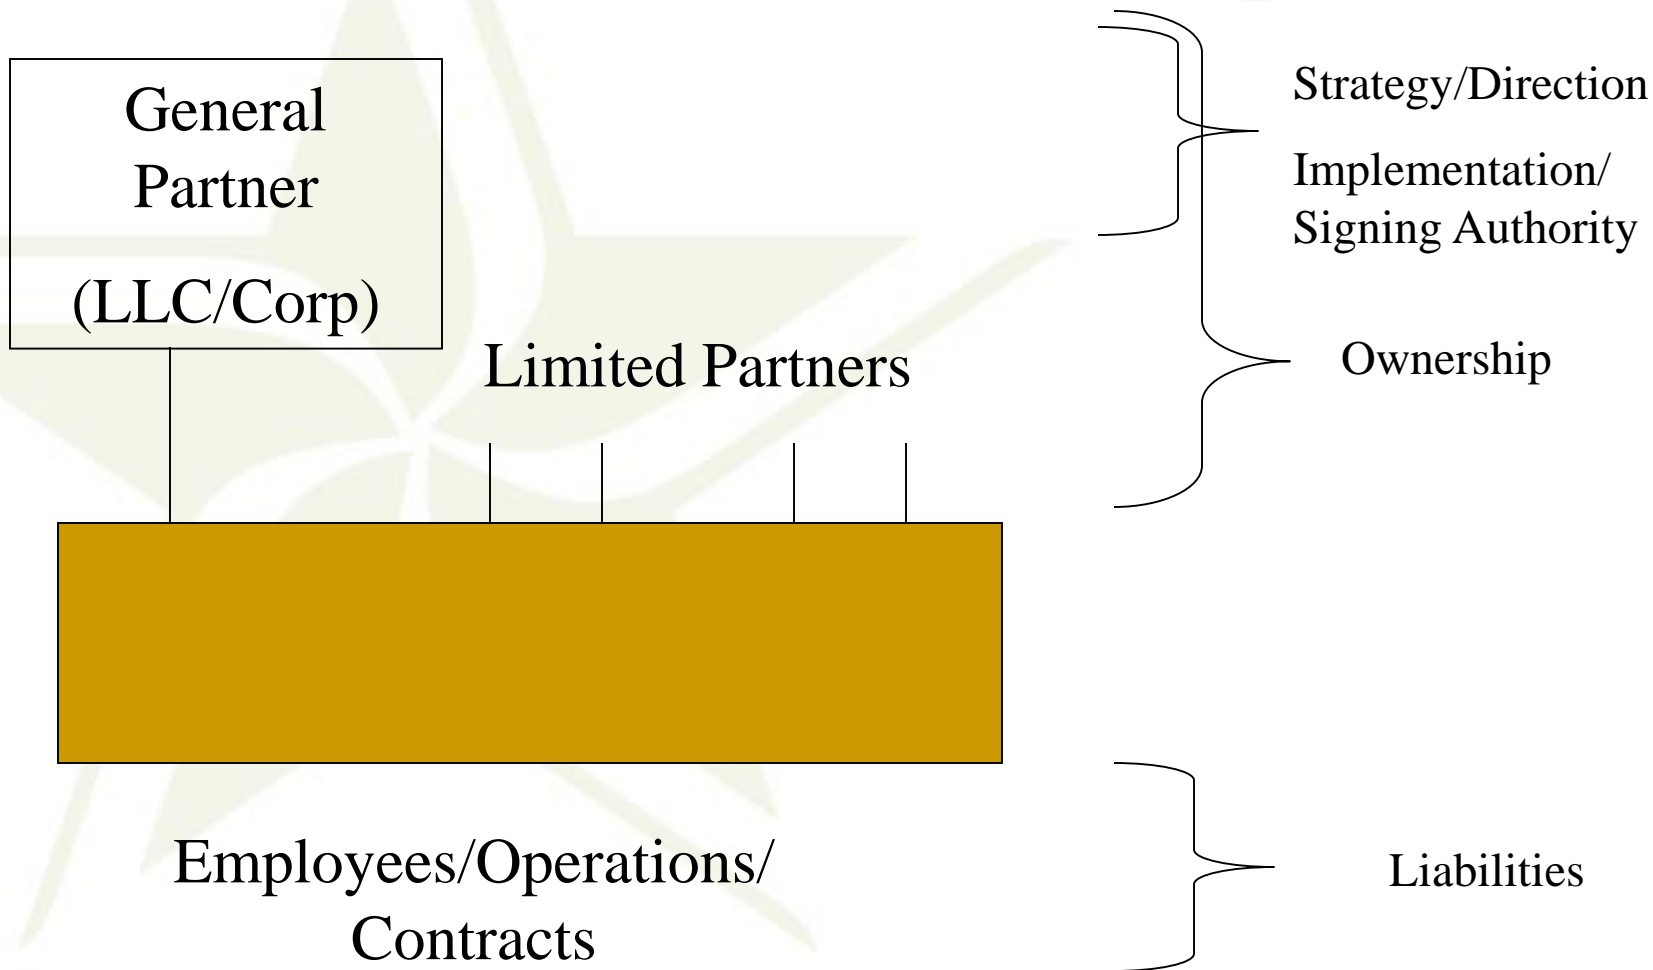 General
Partner
(LLC/Corp)
Limited Partners
Employees/Operations/
Contracts
Strategy/Direction
Implementation/
Signing Authority
Ownership
Liabilities